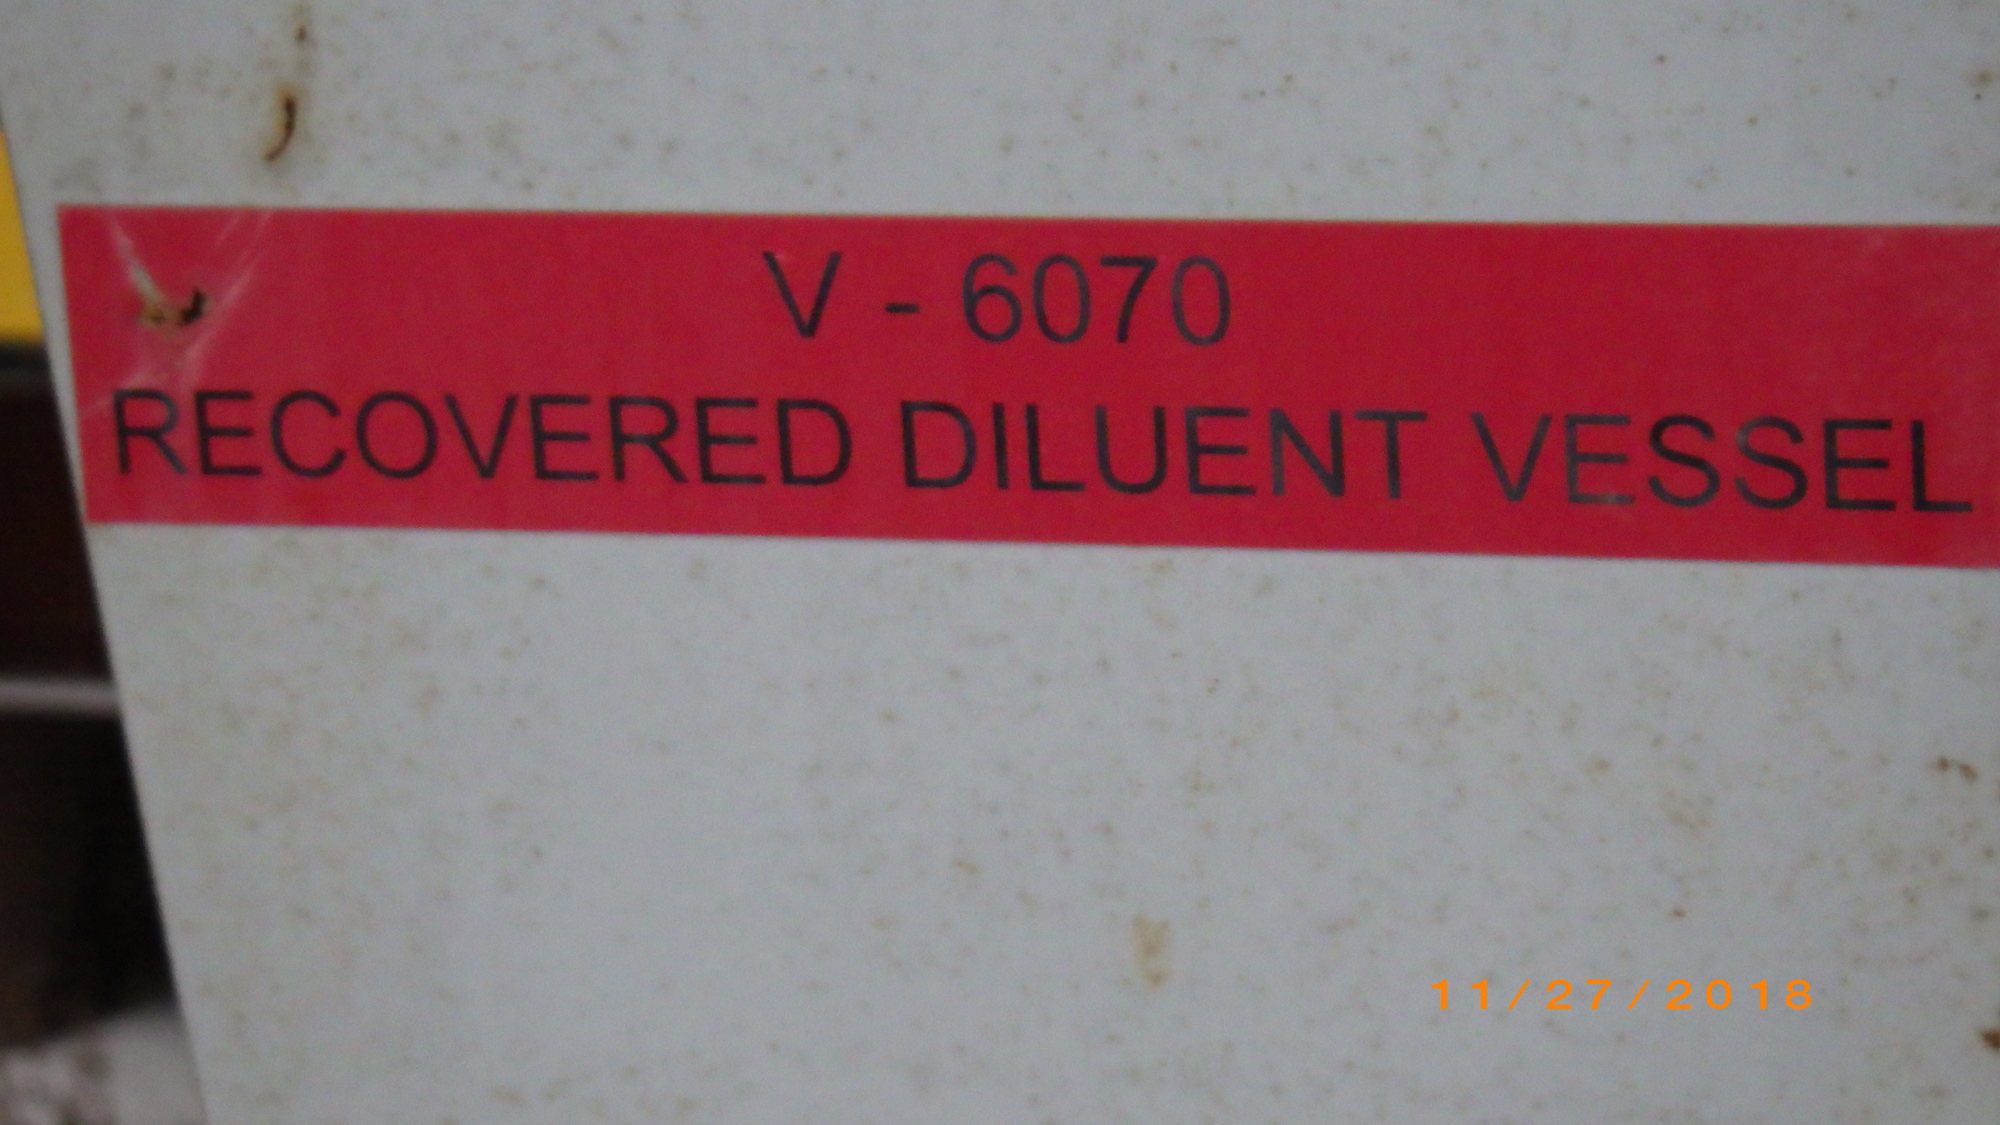 V - 6070
RECOVERED DILUENT VESSEL
11/27/2018